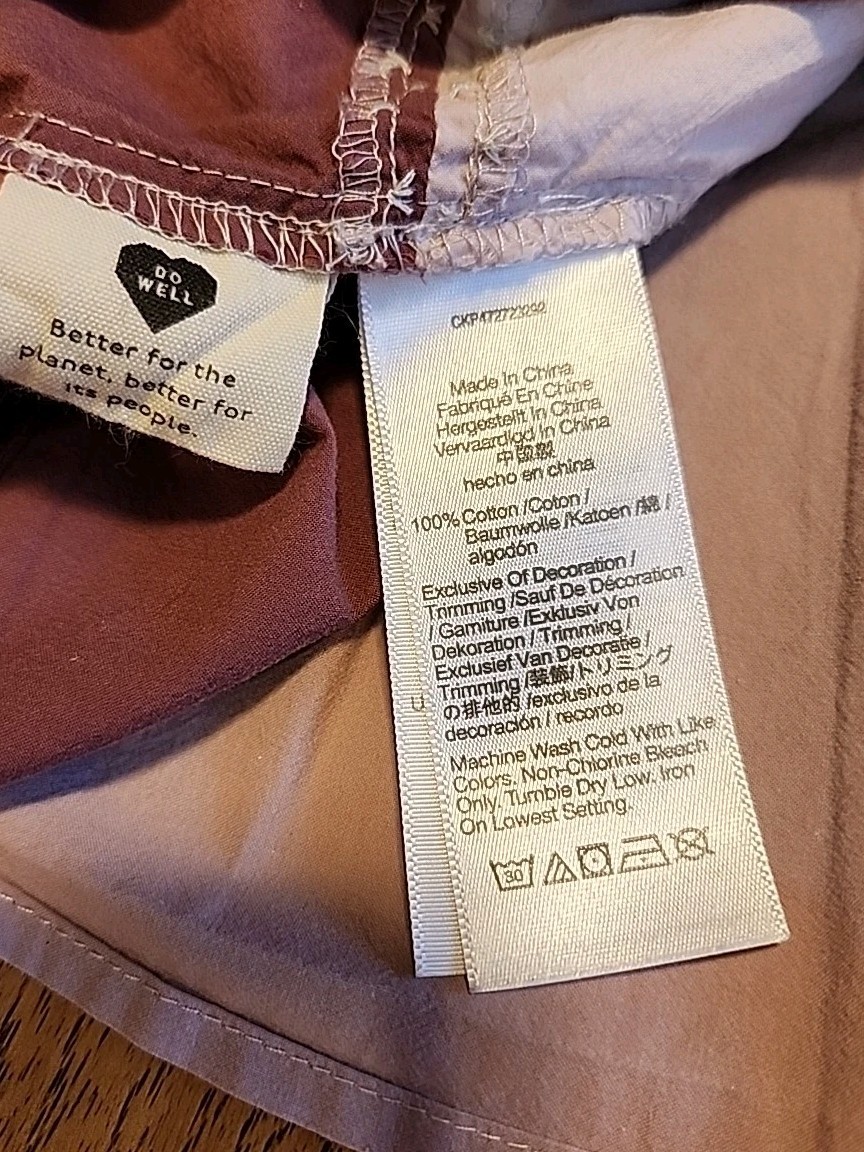 DO
WELL
Better for the
planet, better for
its people.
CKP472723292
Made In China
Fabriqué En Chine
Hergestellt In China
Vervaardigd In China
中國製
hecho en china
100% Cotton /Coton /
Baumwolle /Katoen /綿 /
algodón
Exclusive Of Decoration /
Trimming /Sauf De Décoration
/ Garniture /Exklusiv Von
Dekoration / Trimming /
Exclusief Van Decoratie /
Trimming /装飾/トリミング
の排他的 /exclusivo de la
decoración / recordo
U
Machine Wash Cold With Like
Colors. Non-Chlorine Bleach
Only. Tumble Dry Low. Iron
On Lowest Setting.
30